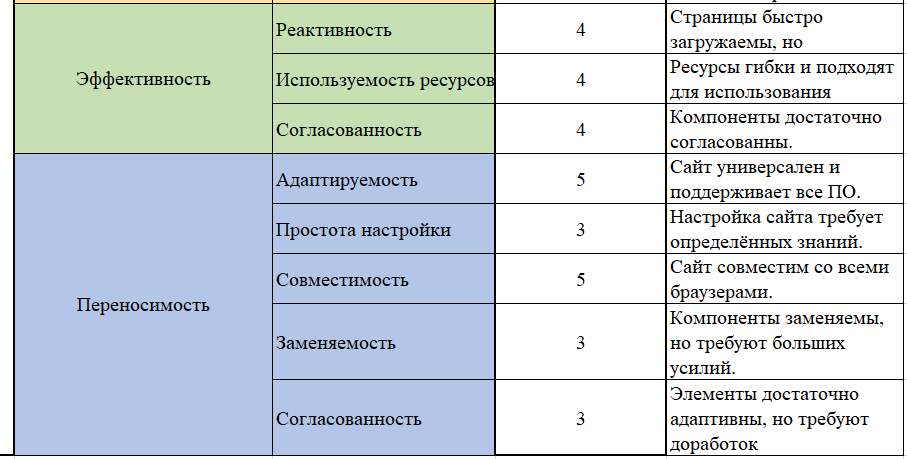 Эффективность
Реактивность
4
Страницы быстро
загружаемы, но
Используемость ресурсов
4
Ресурсы гибки и подходят
для использования
Согласованность
4
Компоненты достаточно
согласованны.
Переносимость
Адаптируемость
5
Сайт универсален и
поддерживает все ПО.
Простота настройки
3
Настройка сайта требует
определённых знаний.
Совместимость
5
Сайт совместим со всеми
браузерами.
Заменяемость
3
Компоненты заменяемы,
но требуют больших
усилий.
Согласованность
3
Элементы достаточно
адаптивны, но требуют
доработок